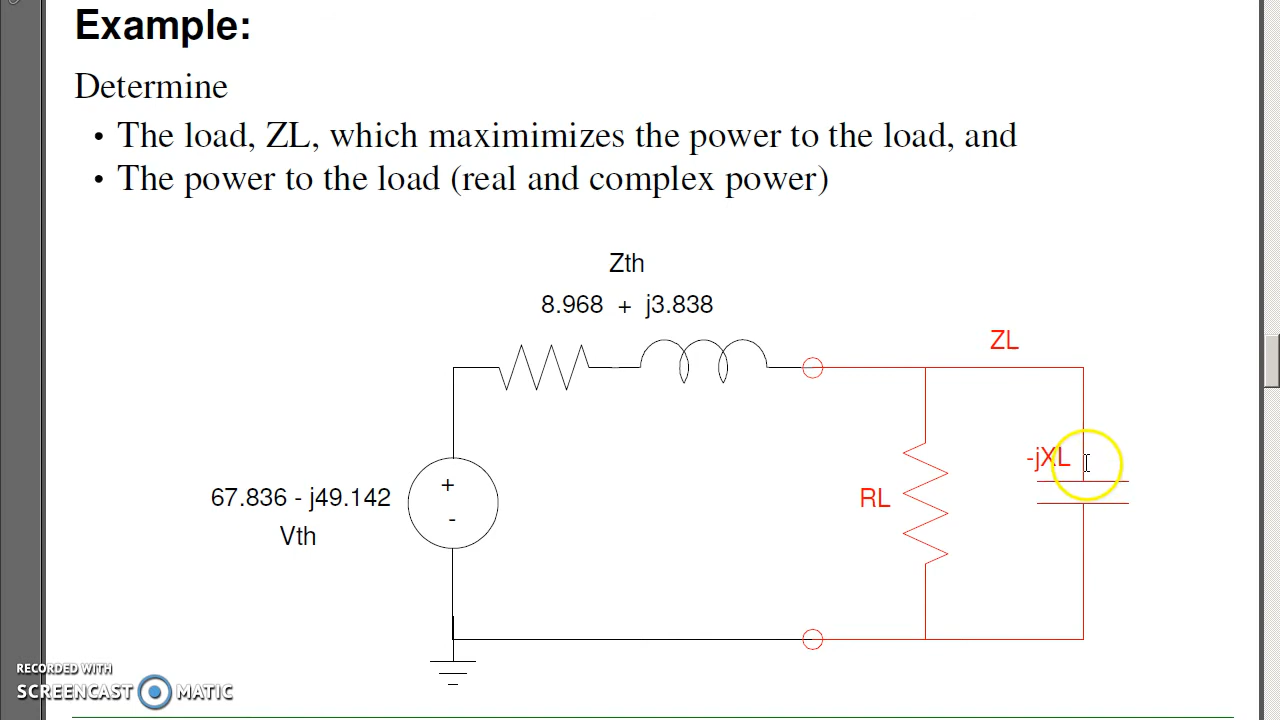 Example:
Determine
• The load, ZL, which maximimizes the power to the load, and
• The power to the load (real and complex power)
Zth
8.968 + j3.838
ZL
-jXL
+
67.836 - j49.142
RL
-
Vth
RECORDED WITH
SCREENCAST MATIC